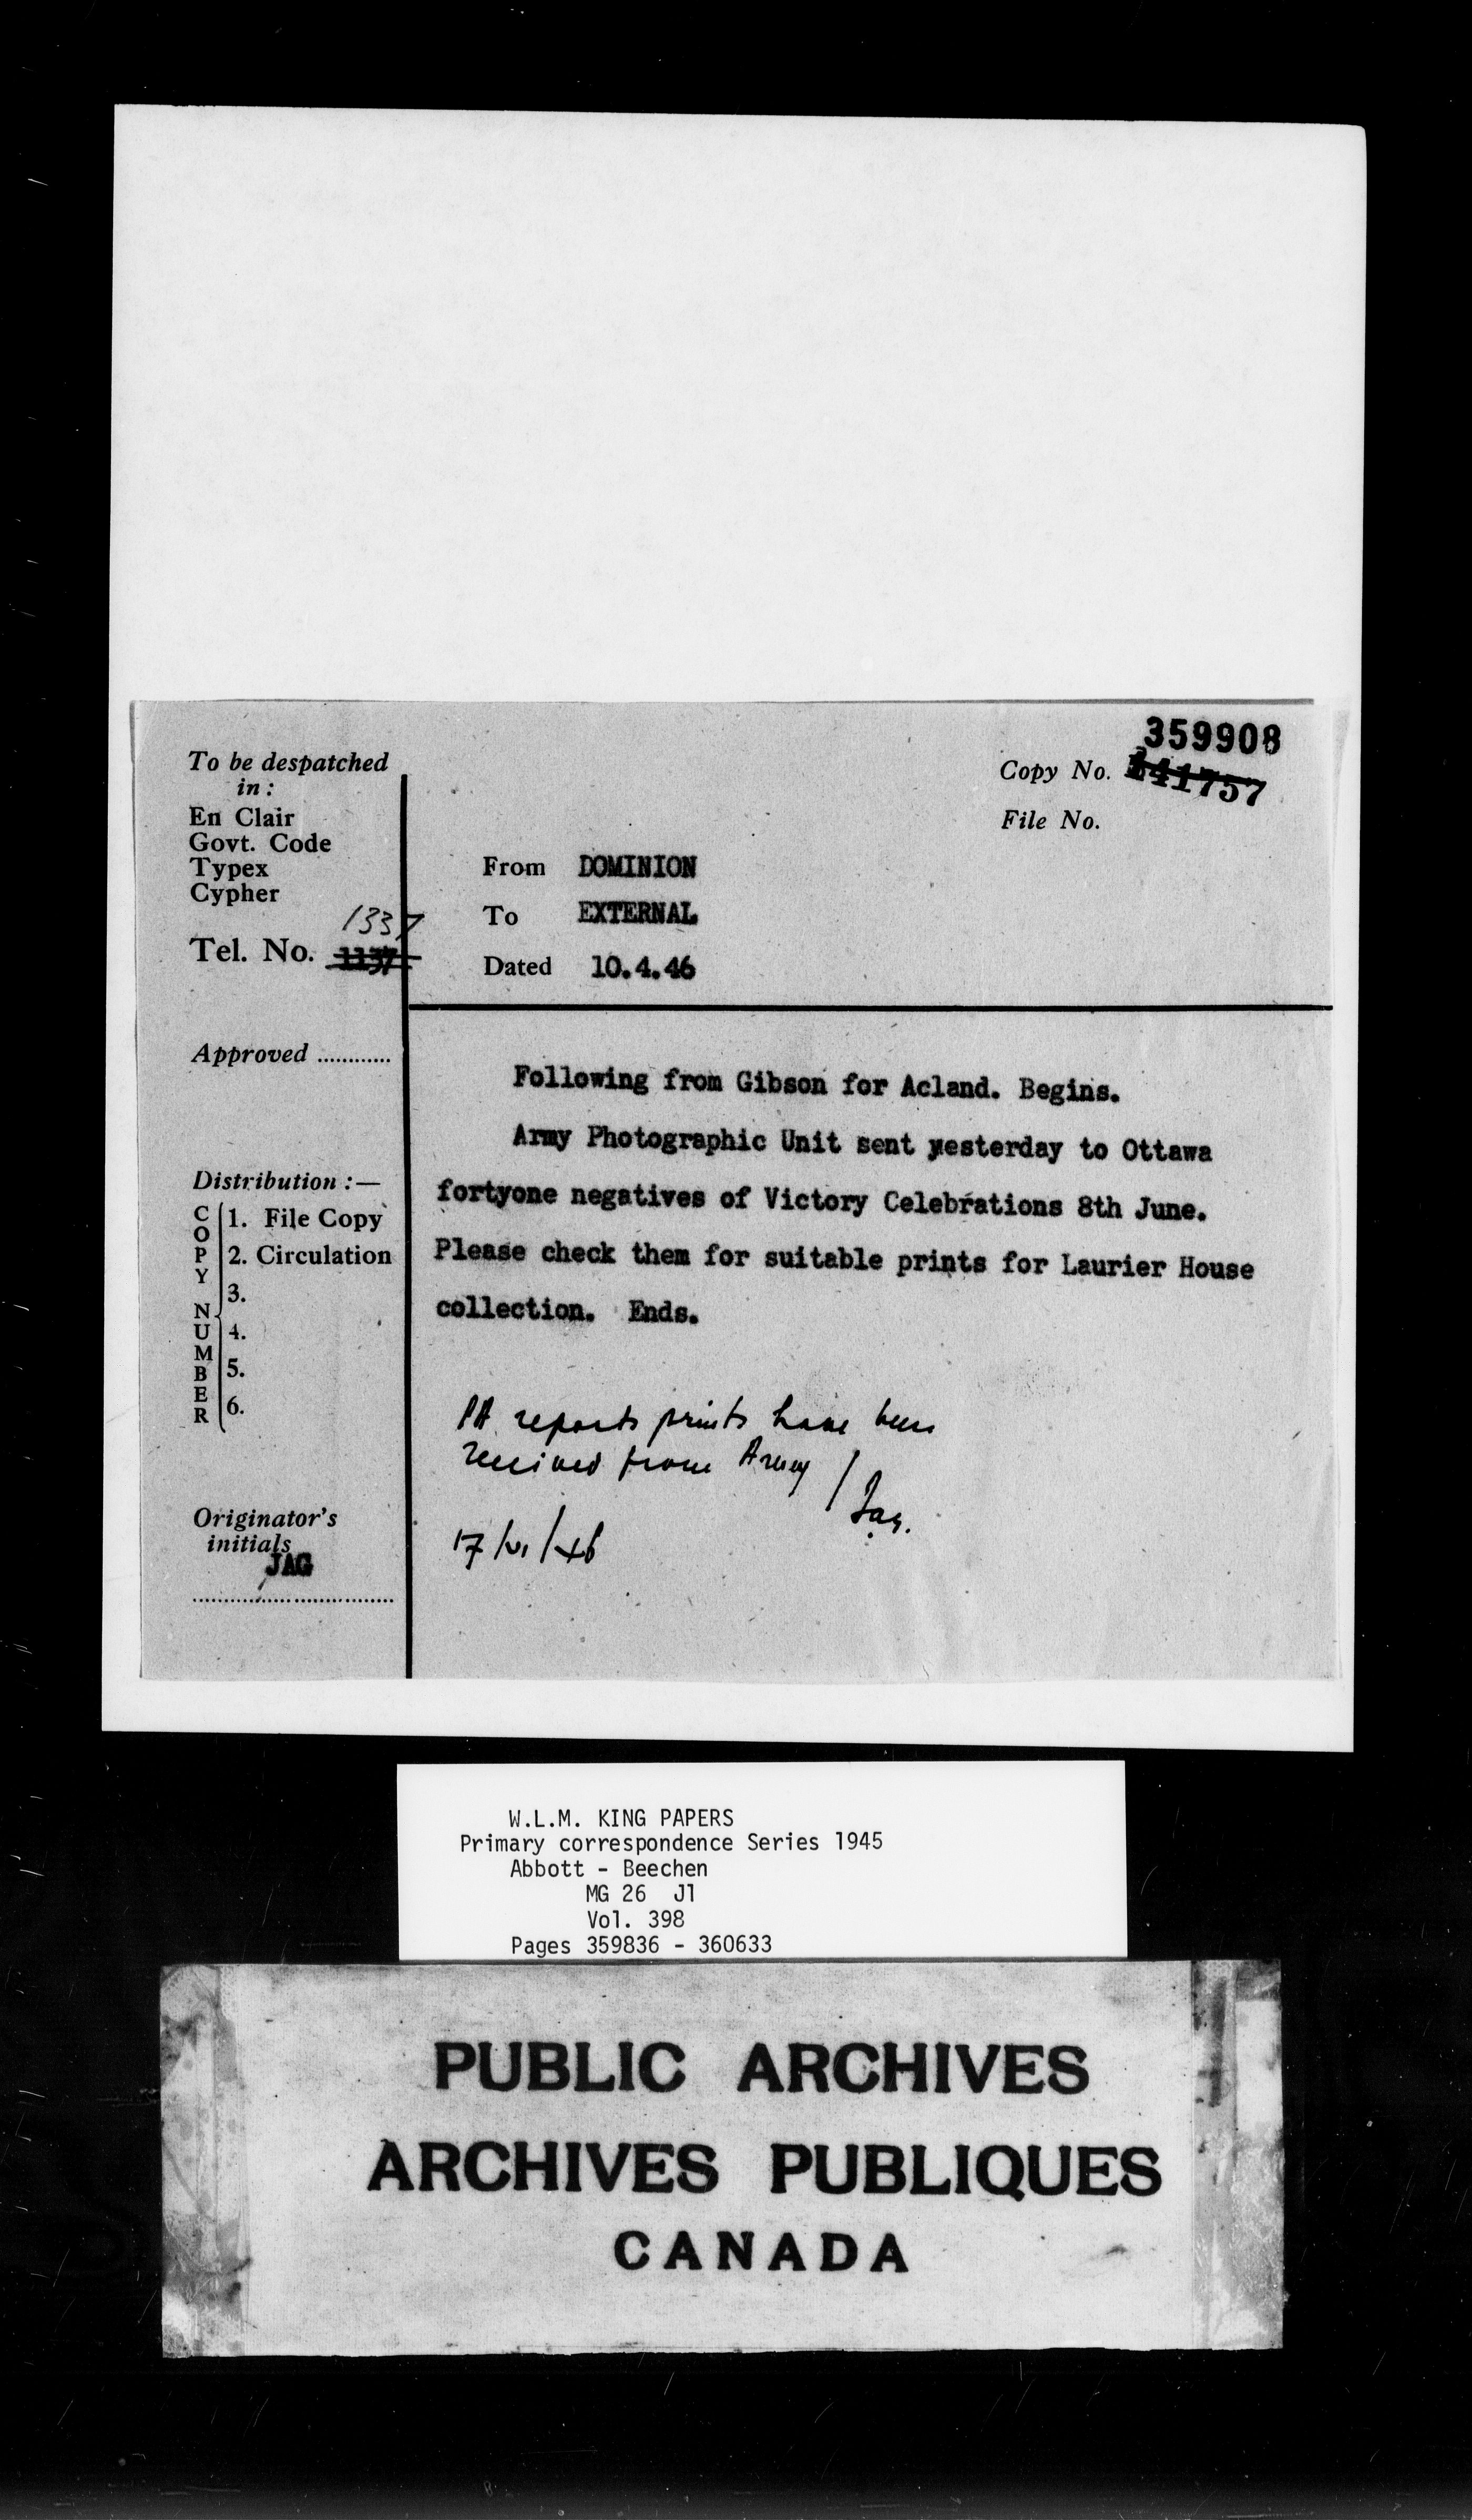 359908
Copy No. 141757
File No.
To be despatched
in :
En Clair
Govt. Code
Typex
Cypher
1337
Tel. No. 1137
From DOMINION
To EXTERNAL
Dated 10.4.46
Approved ............
Following from Gibson for Acland. Begins.
Army Photographic Unit sent yesterday to Ottawa
fortyone negatives of Victory Celebrations 8th June.
Please check them for suitable prints for Laurier House
collection. Ends.
Distribution :—
COPY NUMBER
1. File Copy
2. Circulation
3.
4.
5.
6.
PA reports prints have been
received from Army / Jag.
17/vi/46
Originator's
initials
JAG
W.L.M. KING PAPERS
Primary correspondence Series 1945
Abbott - Beechen
MG 26 J1
Vol. 398
Pages 359836 - 360633
PUBLIC ARCHIVES
ARCHIVES PUBLIQUES
CANADA